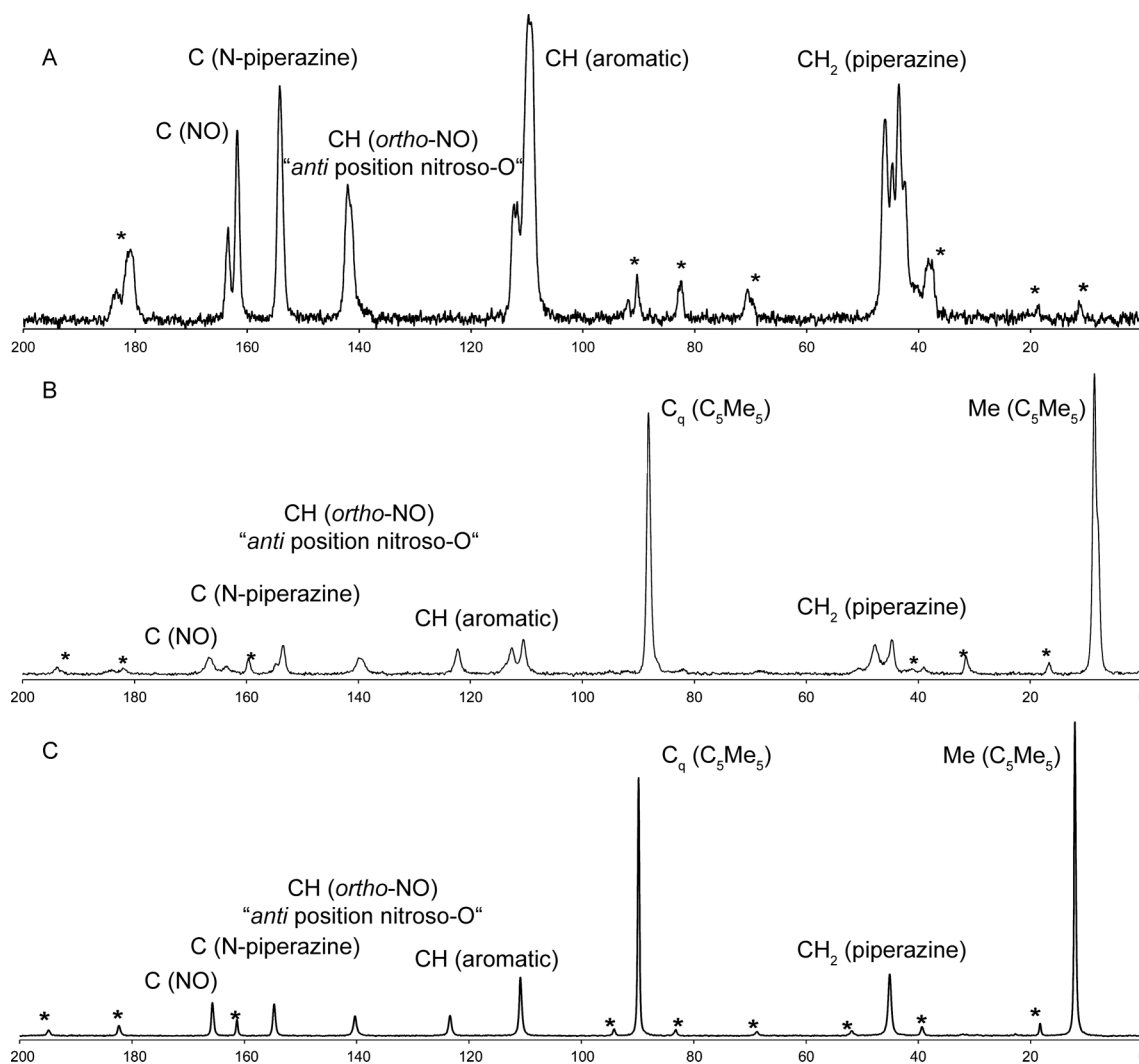 A
C (N-piperazine)
C (NO)
CH (ortho-NO)
"anti position nitroso-O“
CH (aromatic)
CH₂ (piperazine)
* * * * * * *
200 180 160 140 120 100 80 60 40 20
B
Cq (C₅Me₅)
Me (C₅Me₅)
CH (ortho-NO)
“anti position nitroso-O“
C (N-piperazine)
CH (aromatic)
CH₂ (piperazine)
C (NO)
* * * * * *
200 180 160 140 120 100 80 60 40 20
C
Cq (C₅Me₅)
Me (C₅Me₅)
CH (ortho-NO)
“anti position nitroso-O“
C (N-piperazine)
CH (aromatic)
CH₂ (piperazine)
C (NO)
* * * * * * * * *
200 180 160 140 120 100 80 60 40 20